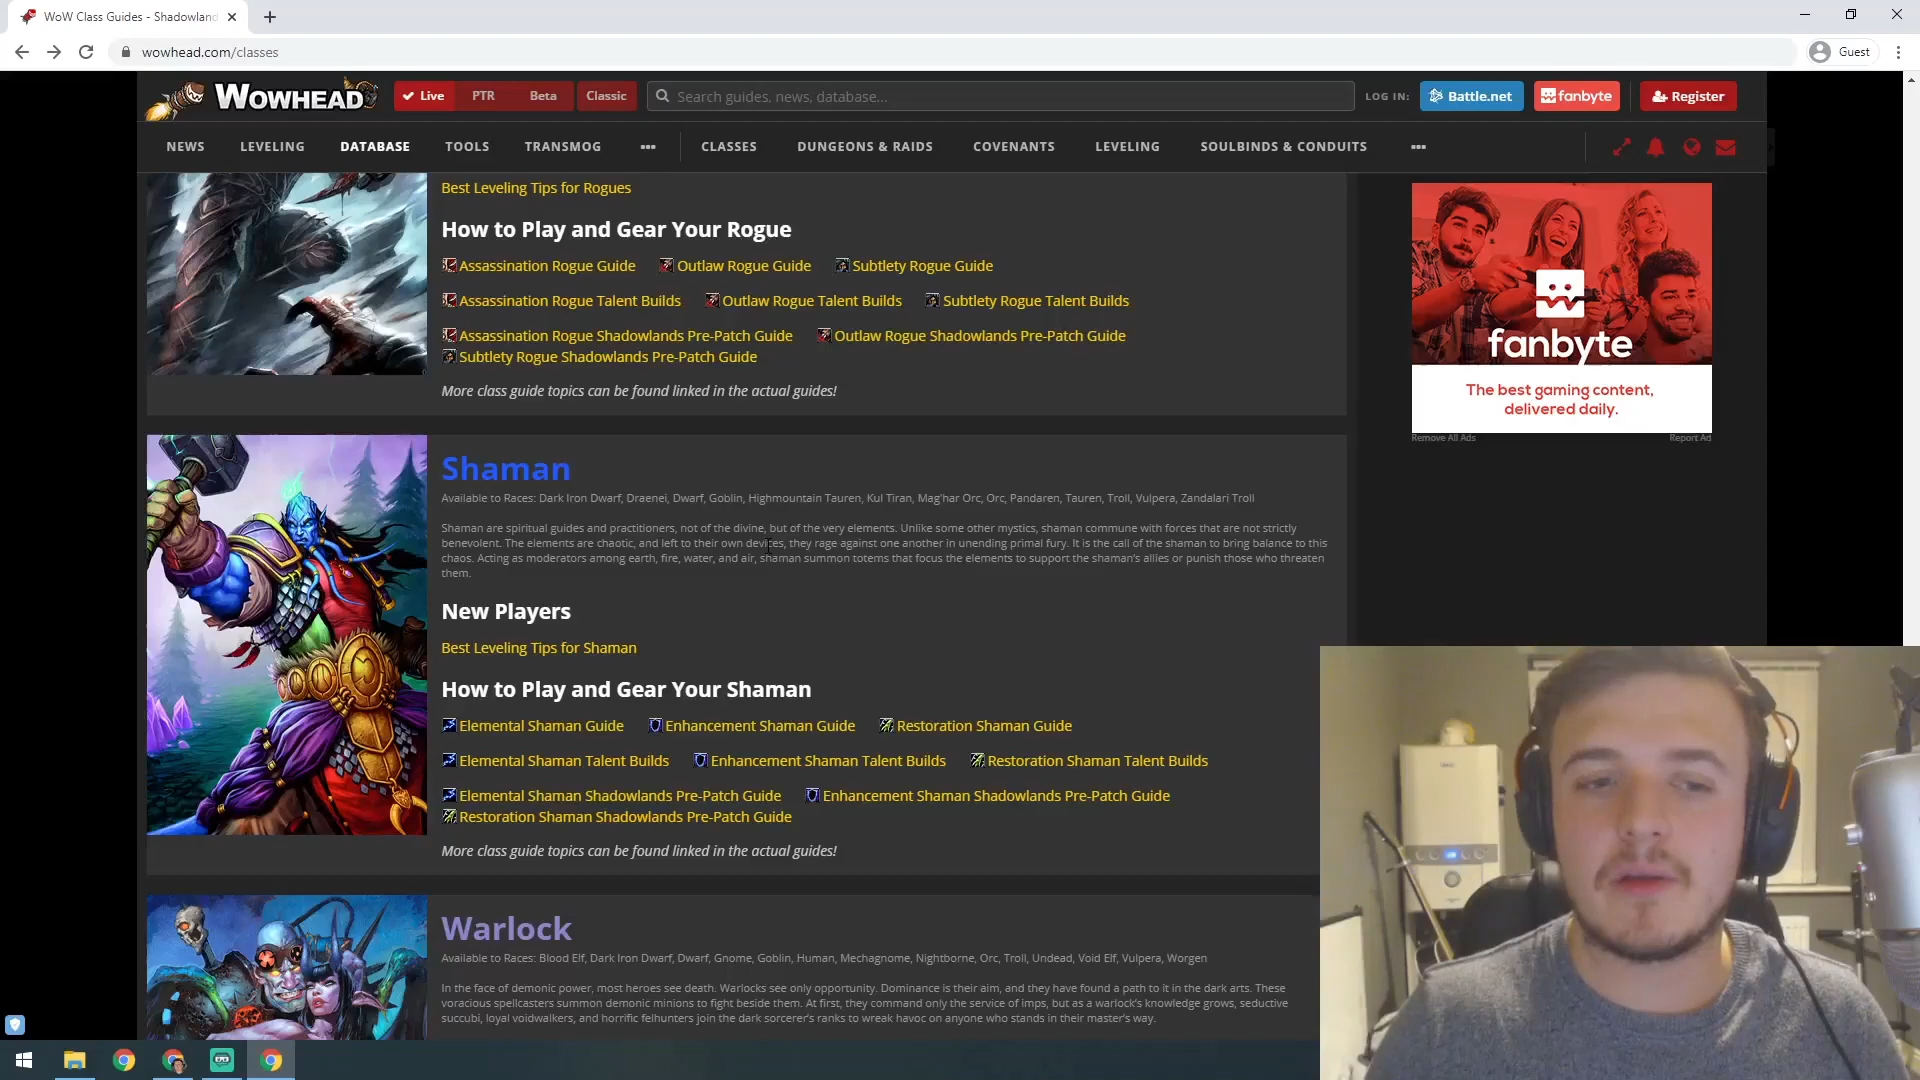 WoW Class Guides - Shadowland
wowhead.com/classes
Guest
WOWHEAD
Live
PTR
Beta
Classic
Search guides, news, database...
LOG IN:
Battle.net
fanbyte
Register
NEWS
LEVELING
DATABASE
TOOLS
TRANSMOG
CLASSES
DUNGEONS & RAIDS
COVENANTS
LEVELING
SOULBINDS & CONDUITS
Best Leveling Tips for Rogues
How to Play and Gear Your Rogue
Assassination Rogue Guide
Outlaw Rogue Guide
Subtlety Rogue Guide
Assassination Rogue Talent Builds
Outlaw Rogue Talent Builds
Subtlety Rogue Talent Builds
Assassination Rogue Shadowlands Pre-Patch Guide
Outlaw Rogue Shadowlands Pre-Patch Guide
Subtlety Rogue Shadowlands Pre-Patch Guide
More class guide topics can be found linked in the actual guides!
fanbyte
The best gaming content,
delivered daily.
Remove All Ads
Report Ad
Shaman
Available to Races: Dark Iron Dwarf, Draenei, Dwarf, Goblin, Highmountain Tauren, Kul Tiran, Mag'har Orc, Orc, Pandaren, Tauren, Troll, Vulpera, Zandalari Troll
Shaman are spiritual guides and practitioners, not of the divine, but of the very elements. Unlike some other mystics, shaman commune with forces that are not strictly
benevolent. The elements are chaotic, and left to their own devices, they rage against one another in unending primal fury. It is the call of the shaman to bring balance to this
chaos. Acting as moderators among earth, fire, water, and air, shaman summon totems that focus the elements to support the shaman's allies or punish those who threaten
them.
New Players
Best Leveling Tips for Shaman
How to Play and Gear Your Shaman
Elemental Shaman Guide
Enhancement Shaman Guide
Restoration Shaman Guide
Elemental Shaman Talent Builds
Enhancement Shaman Talent Builds
Restoration Shaman Talent Builds
Elemental Shaman Shadowlands Pre-Patch Guide
Enhancement Shaman Shadowlands Pre-Patch Guide
Restoration Shaman Shadowlands Pre-Patch Guide
More class guide topics can be found linked in the actual guides!
Warlock
Available to Races: Blood Elf, Dark Iron Dwarf, Dwarf, Gnome, Goblin, Human, Mechagnome, Nightborne, Orc, Troll, Undead, Void Elf, Vulpera, Worgen
In the face of demonic power, most heroes see death. Warlocks see only opportunity. Dominance is their aim, and they have found a path to it in the dark arts. These
voracious spellcasters summon demonic minions to fight beside them. At first, they command only the service of imps, but as a warlock's knowledge grows, seductive
succubi, loyal voidwalkers, and horrific felhunters join the dark sorcerer's ranks to wreak havoc on anyone who stands in their master's way.